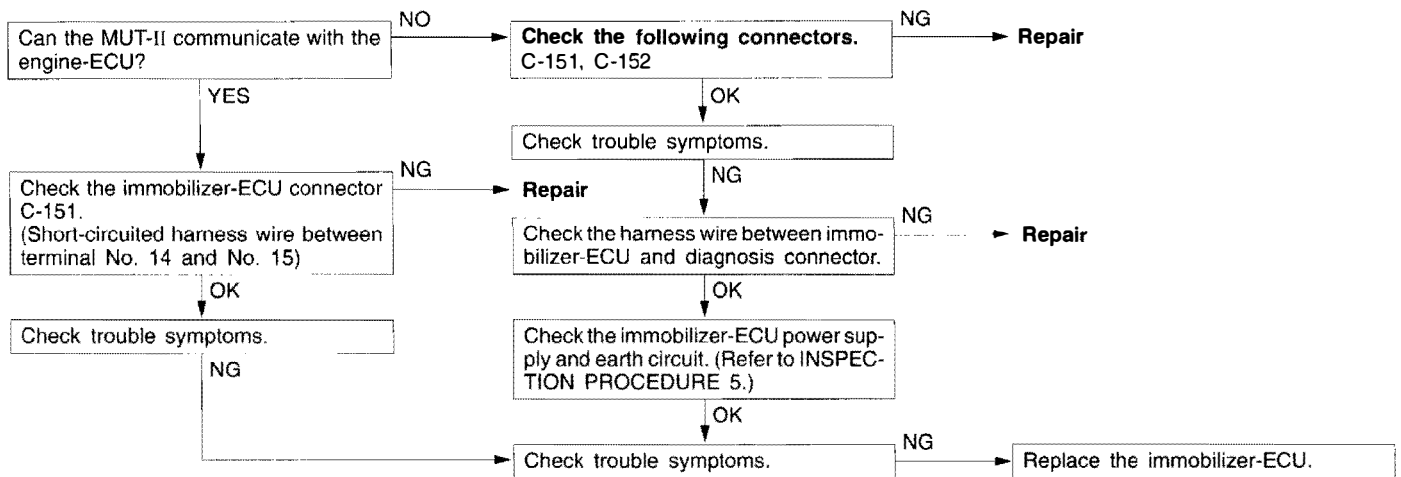 Can the MUT-II communicate with the
engine-ECU?
NO
Check the following connectors.
C-151, C-152
NG
Repair
YES
OK
Check trouble symptoms.
NG
Check the immobilizer-ECU connector
C-151.
(Short-circuited harness wire between
terminal No. 14 and No. 15)
NG
Repair
Check the harness wire between immo-
bilizer-ECU and diagnosis connector.
NG
Repair
OK
OK
Check trouble symptoms.
Check the immobilizer-ECU power sup-
ply and earth circuit. (Refer to INSPEC-
TION PROCEDURE 5.)
NG
OK
Check trouble symptoms.
NG
Replace the immobilizer-ECU.